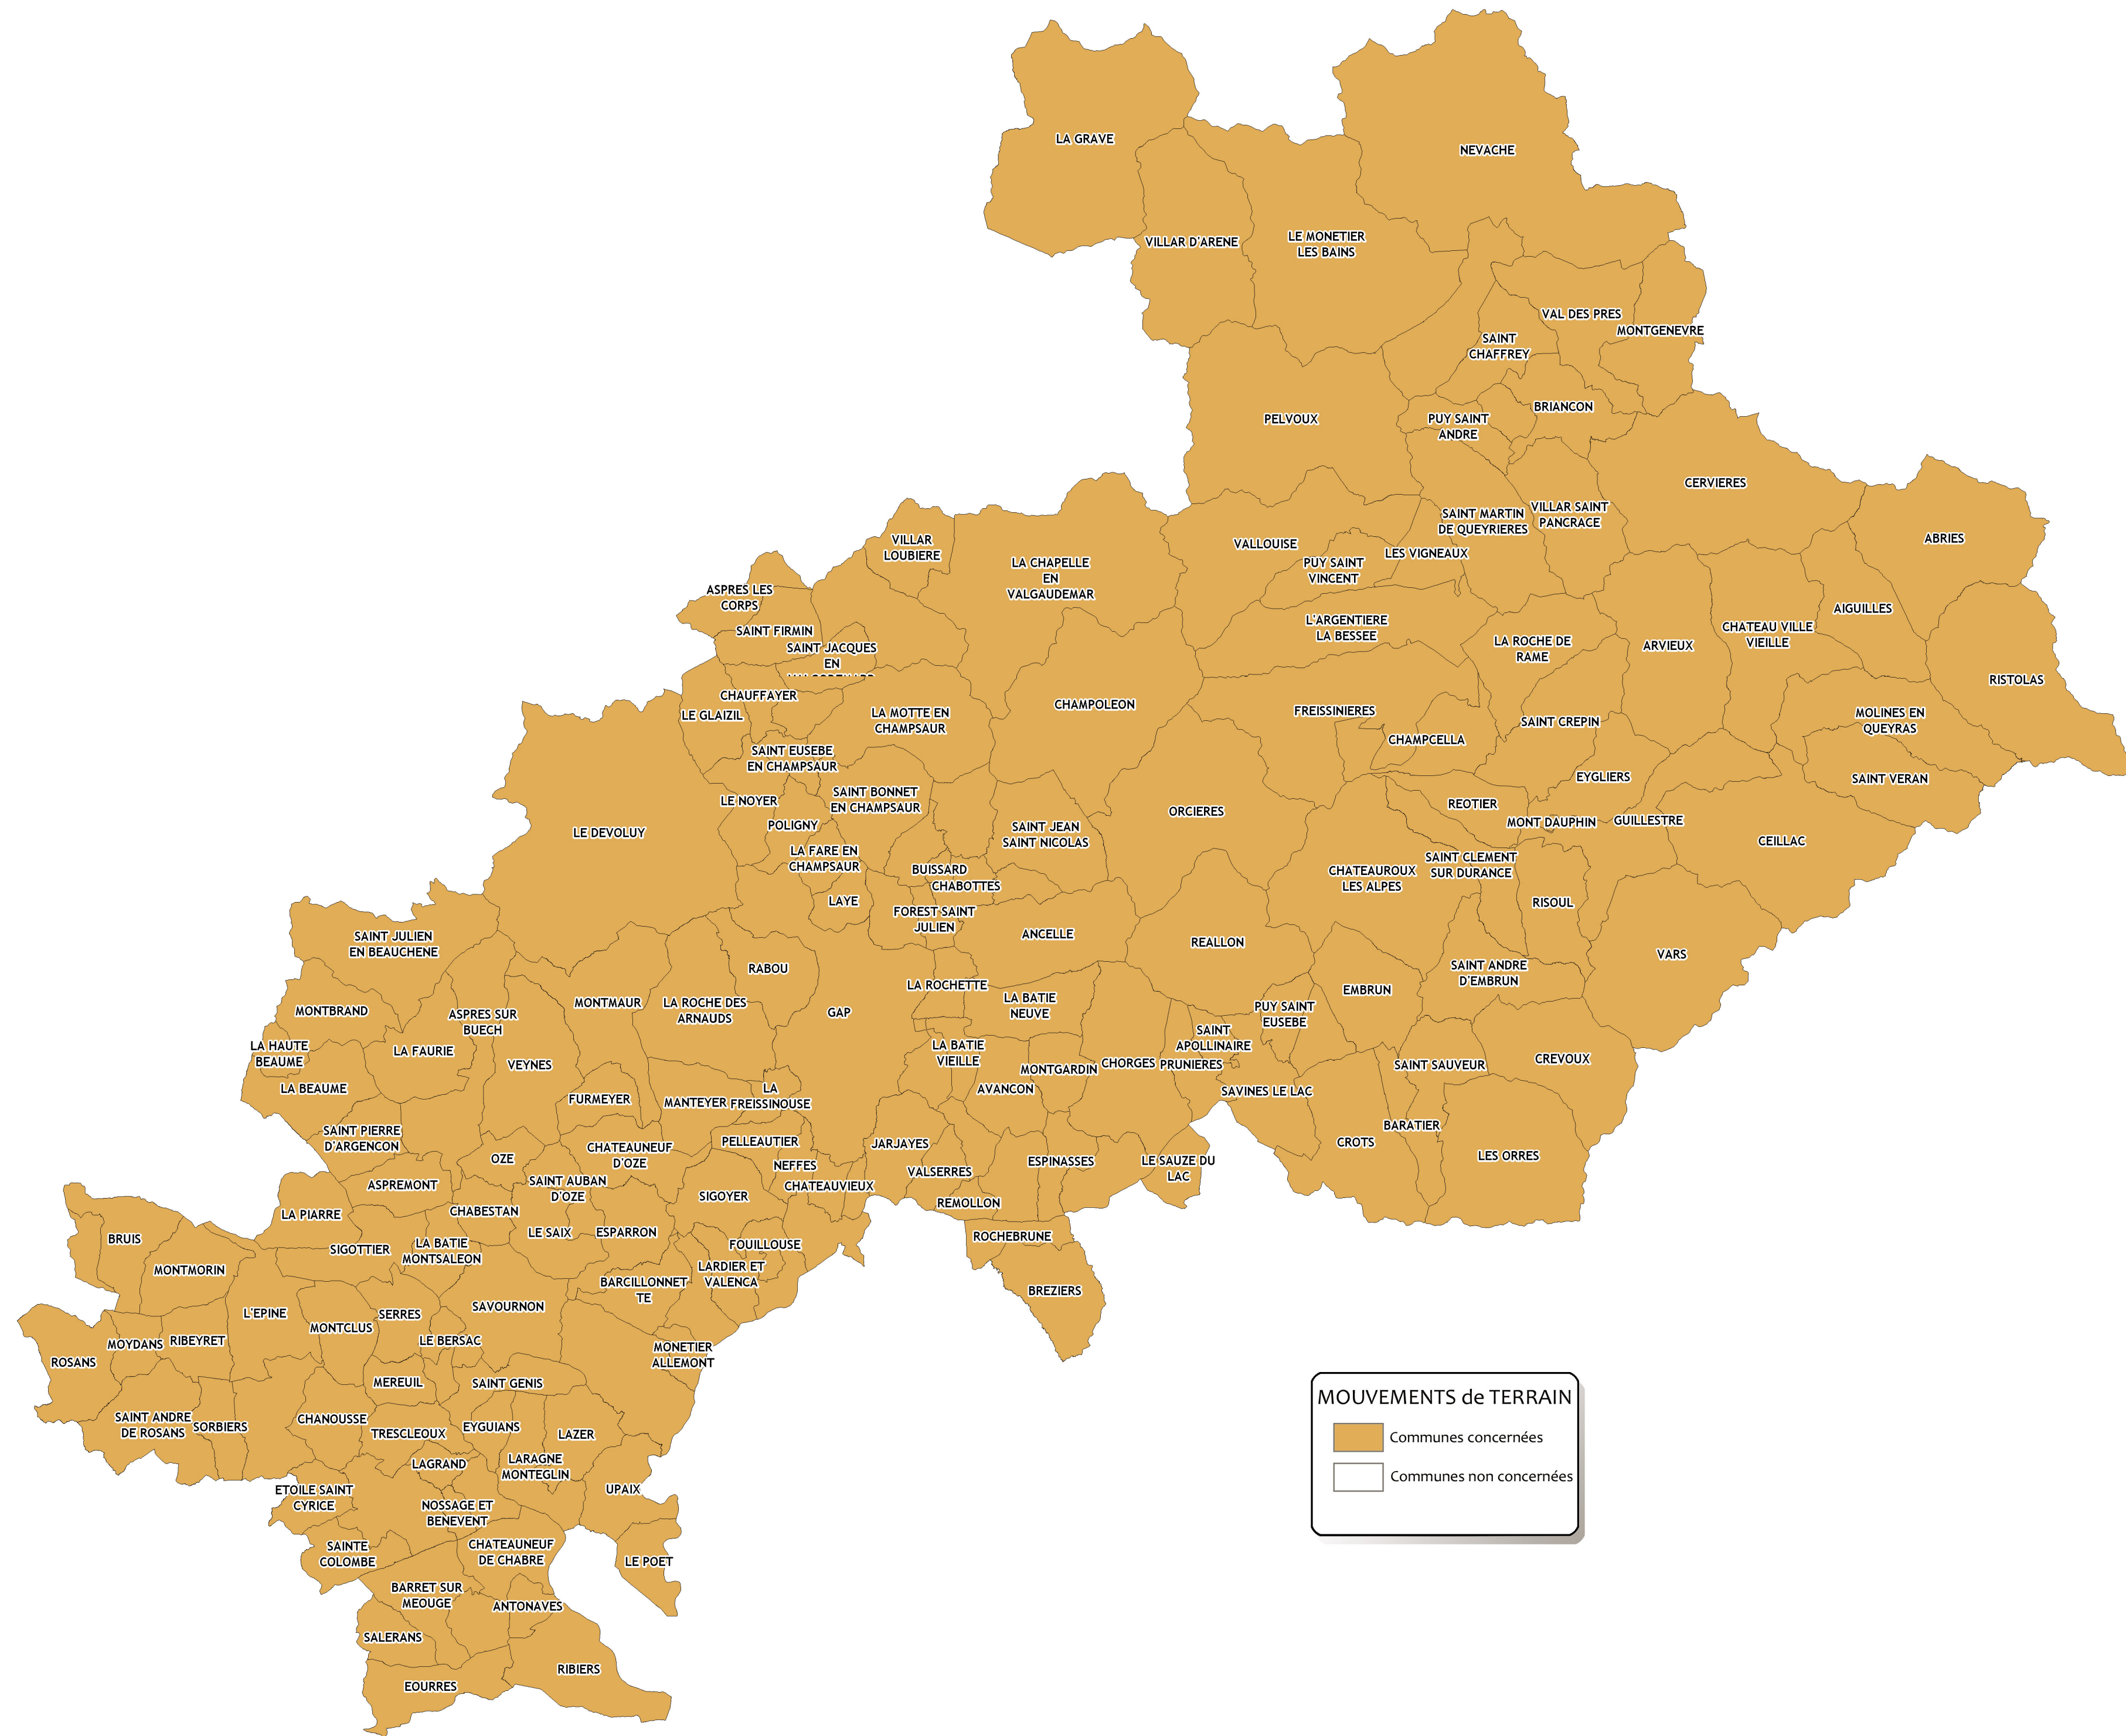 LA GRAVE
NEVACHE
VILLAR D'ARENE
LE MONETIER
LES BAINS
VAL DES PRES
MONTGENEVRE
SAINT
CHAFFREY
BRIANCON
PELVOUX
PUY SAINT
ANDRE
CERVIERES
VILLAR SAINT
PANCRACE
SAINT MARTIN
DE QUEYRIERES
ABRIES
VILLAR
LOUBIERE
VALLOUISE
LES VIGNEAUX
PUY SAINT
VINCENT
LA CHAPELLE
EN
VALGAUDEMAR
ASPRES LES
CORPS
AIGUILLES
SAINT FIRMIN
L'ARGENTIERE
LA BESSEE
CHATEAU VILLE
VIEILLE
LA ROCHE DE
RAME
ARVIEUX
SAINT JACQUES
EN
RISTOLAS
CHAUFFAYER
LE GLAIZIL
CHAMPOLEON
FREISSINIERES
LA MOTTE EN
CHAMPSAUR
MOLINES EN
QUEYRAS
SAINT CREPIN
CHAMPCELLA
SAINT EUSEBE
EN CHAMPSAUR
EYGLIERS
SAINT VERAN
LE NOYER
SAINT BONNET
EN CHAMPSAUR
REOTIER
ORCIERES
POLIGNY
MONT DAUPHIN
GUILLESTRE
LE DEVOLUY
SAINT JEAN
SAINT NICOLAS
CEILLAC
LA FARE EN
CHAMPSAUR
SAINT CLEMENT
SUR DURANCE
CHATEAUROUX
LES ALPES
BUISSARD
CHABOTTES
LAYE
RISOUL
FOREST SAINT
JULIEN
ANCELLE
SAINT JULIEN
EN BEAUCHENE
REALLON
VARS
RABOU
SAINT ANDRE
D'EMBRUN
LA ROCHETTE
EMBRUN
MONTMAUR
LA ROCHE DES
ARNAUDS
LA BATIE
NEUVE
MONTBRAND
ASPRES SUR
BUECH
GAP
PUY SAINT
EUSEBE
SAINT
APOLLINAIRE
LA HAUTE
BEAUME
LA FAURIE
LA BATIE
VIEILLE
VEYNES
MONTGARDIN
CHORGES
PRUNIERES
SAINT SAUVEUR
CREVOUX
LA BEAUME
AVANCON
SAVINES LE LAC
FURMEYER
MANTEYER
LA
FREISSINOUSE
BARATIER
SAINT PIERRE
D'ARGENCON
PELLEAUTIER
JARJAYES
CROTS
CHATEAUNEUF
D'OZE
OZE
LES ORRES
NEFFES
VALSERRES
ESPINASSES
LE SAUZE DU
LAC
ASPREMONT
SAINT AUBAN
D'OZE
CHATEAUVIEUX
SIGOYER
REMOLLON
LA PIARRE
CHABESTAN
LE SAIX
ESPARRON
ROCHEBRUNE
BRUIS
SIGOTTIER
LA BATIE
MONTSALEON
FOUILLOUSE
MONTMORIN
LARDIER ET
VALENCA
BARCILLONNET
TE
BREZIERS
L'EPINE
SERRES
SAVOURNON
MONTCLUS
MOYDANS
RIBEYRET
LE BERSAC
MONETIER
ALLEMONT
ROSANS
MEREUIL
SAINT GENIS
SAINT ANDRE
DE ROSANS
SORBIERS
CHANOUSSE
TRESCLEOUX
EYGUIANS
LAZER
LAGRAND
LARAGNE
MONTEGLIN
UPAIX
ETOILE SAINT
CYRICE
NOSSAGE ET
BENEVENT
SAINTE
COLOMBE
CHATEAUNEUF
DE CHABRE
LE POET
BARRET SUR
MEOUGE
ANTONAVES
SALERANS
RIBIERS
EOURRES
MOUVEMENTS de TERRAIN
Communes concernées
Communes non concernées